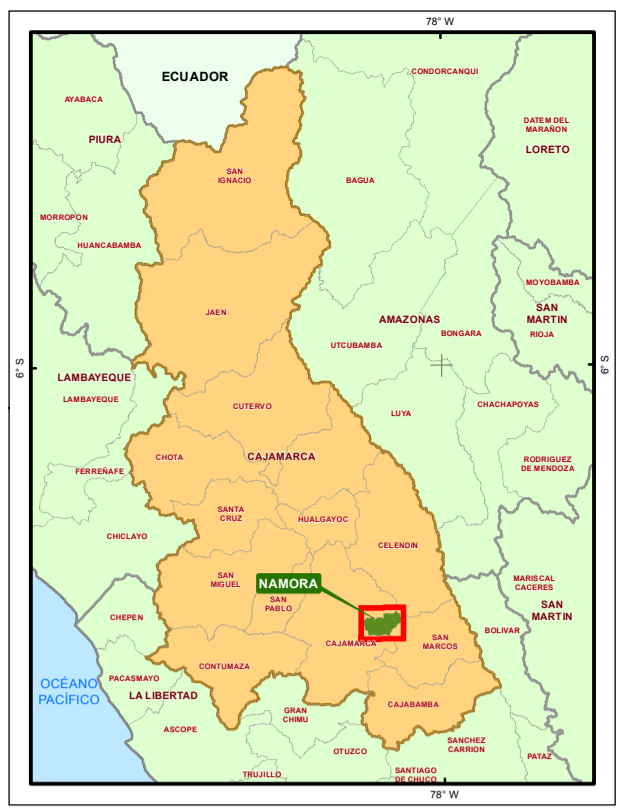 78° W
ECUADOR
CONDORCANQUI
AYABACA
DATEM DEL
MARAÑON
PIURA
LORETO
SAN
IGNACIO
BAGUA
MORROPON
HUANCABAMBA
MOYOBAMBA
JAEN
AMAZONAS
SAN
MARTIN
BONGARA
RIOJA
UTCUBAMBA
6° S
6° S
LAMBAYEQUE
LAMBAYEQUE
CUTERVO
LUYA
CHACHAPOYAS
CHOTA
CAJAMARCA
RODRIGUEZ
DE MENDOZA
FERREÑAFE
SANTA
CRUZ
HUALGAYOC
CHICLAYO
CELENDIN
SAN
MIGUEL
NAMORA
MARISCAL
CACERES
SAN
PABLO
SAN
MARTIN
CHEPEN
BOLIVAR
CAJAMARCA
SAN
MARCOS
CONTUMAZA
PACASMAYO
OCÉANO
PACÍFICO
LA LIBERTAD
CAJABAMBA
GRAN
CHIMU
ASCOPE
SANCHEZ
CARRION
OTUZCO
PATAZ
TRUJILLO
SANTIAGO
DE CHUCO
78° W